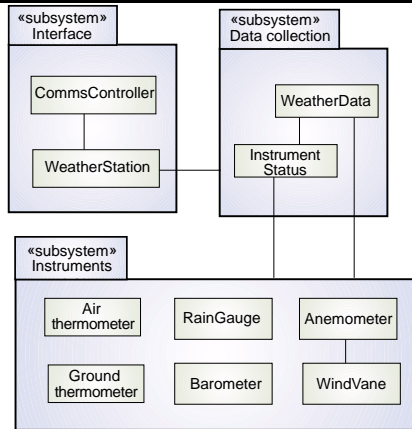 «subsystem»
Interface
CommsController
WeatherStation
«subsystem»
Data collection
WeatherData
Instrument
Status
«subsystem»
Instruments
Air
thermometer
RainGauge
Anemometer
Ground
thermometer
Barometer
WindVane